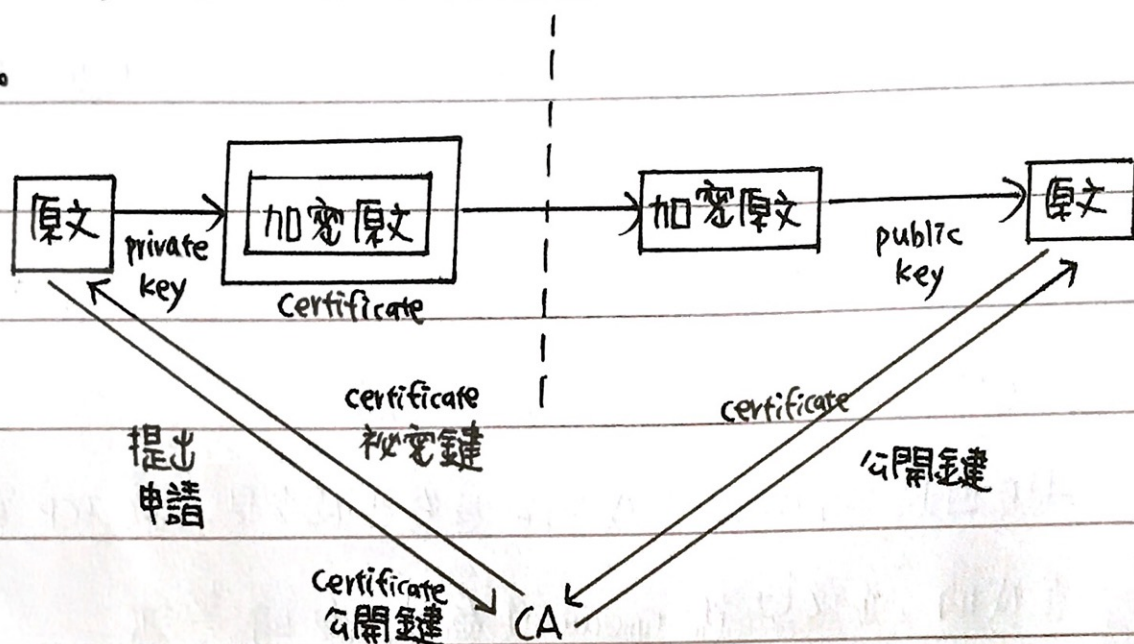 原文
private
key
加密原文
certificate
加密原文
public
key
原文
提出
申請
certificate
祕密鍵
certificate
公開鍵
certificate
公開鍵
CA